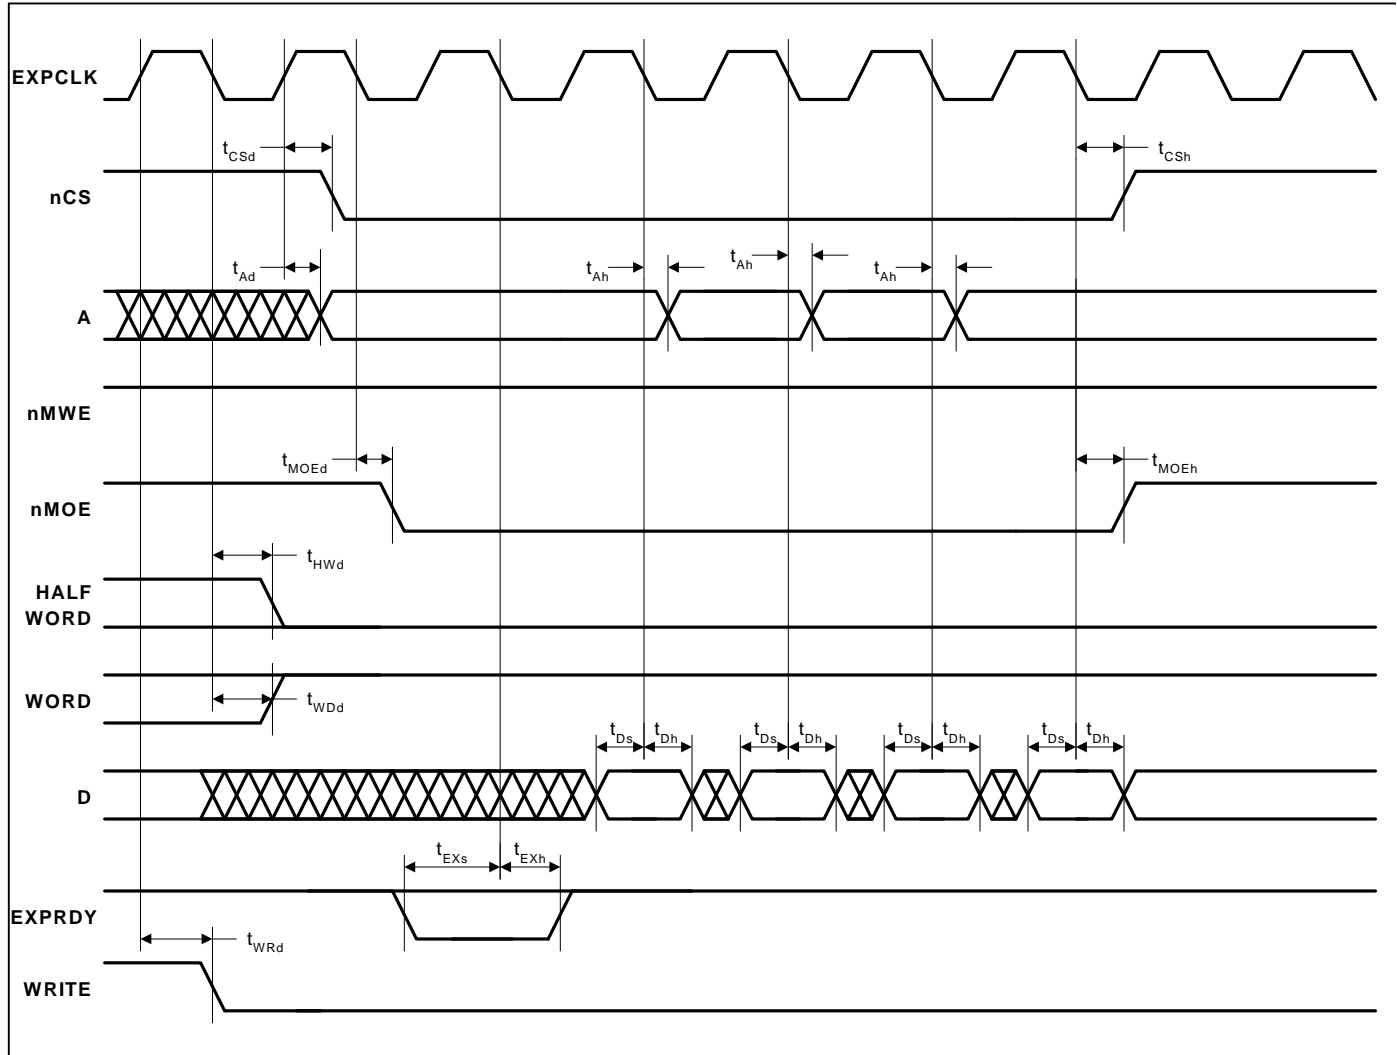 EXPCLK
tCSd
tCSh
nCS
tAd
tAh
tAh
tAh
A
nMWE
tMOEd
tMOEh
nMOE
tHWd
HALF
WORD
WORD
tWDd
tDs tDh tDs tDh tDs tDh tDs tDh
D
tEXs tEXh
EXPRDY
tWRd
WRITE